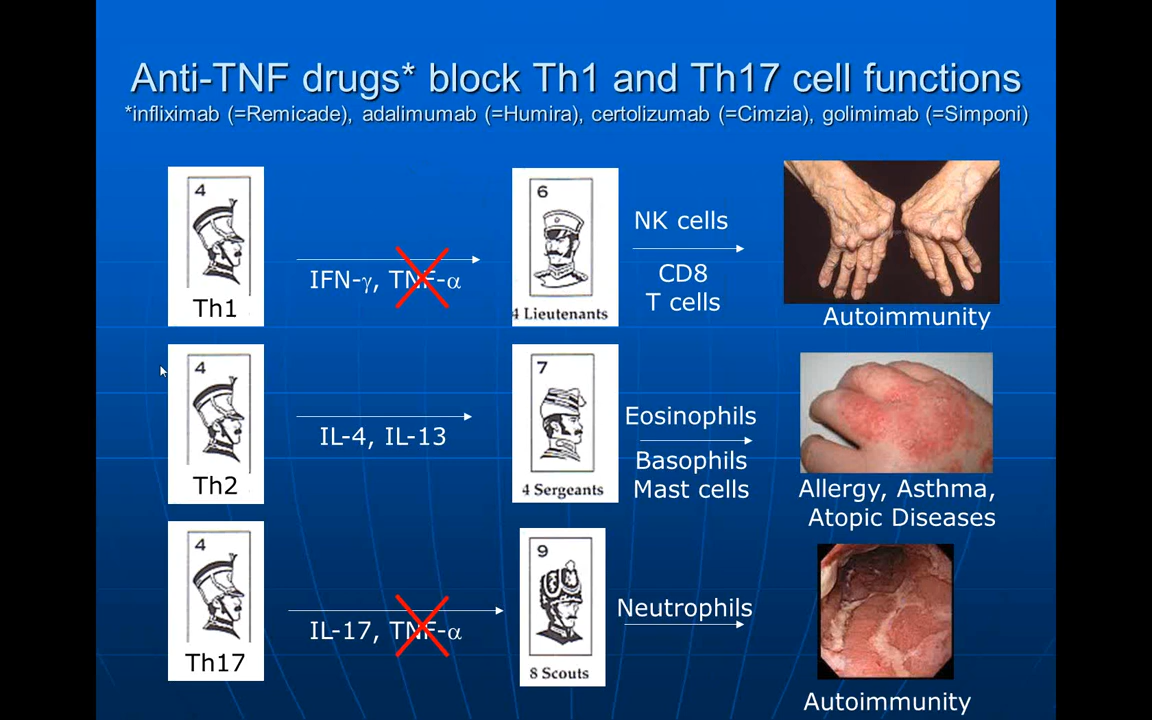 Anti-TNF drugs* block Th1 and Th17 cell functions
*infliximab (=Remicade), adalimumab (=Humira), certolizumab (=Cimzia), golimimab (=Simponi)
4
Th1
IFN-γ, TNF-α
6
4 Lieutenants
NK cells
CD8
T cells
Autoimmunity
4
Th2
IL-4, IL-13
7
4 Sergeants
Eosinophils
Basophils
Mast cells
Allergy, Asthma,
Atopic Diseases
4
Th17
IL-17, TNF-α
9
8 Scouts
Neutrophils
Autoimmunity